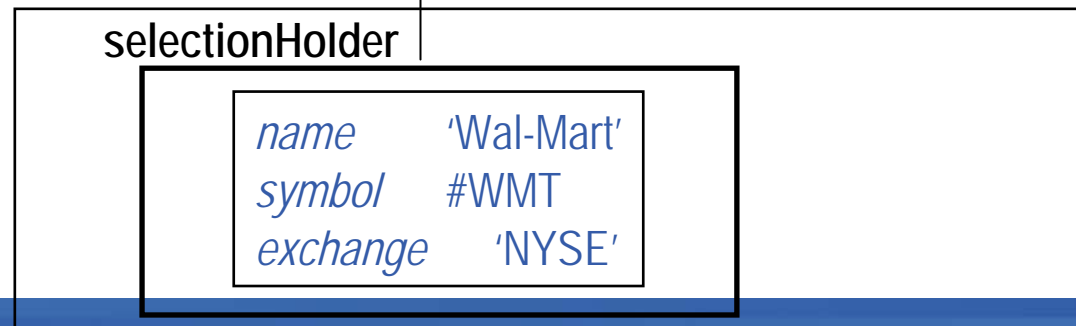 selectionHolder
name ‘Wal-Mart’
symbol #WMT
exchange ‘NYSE’